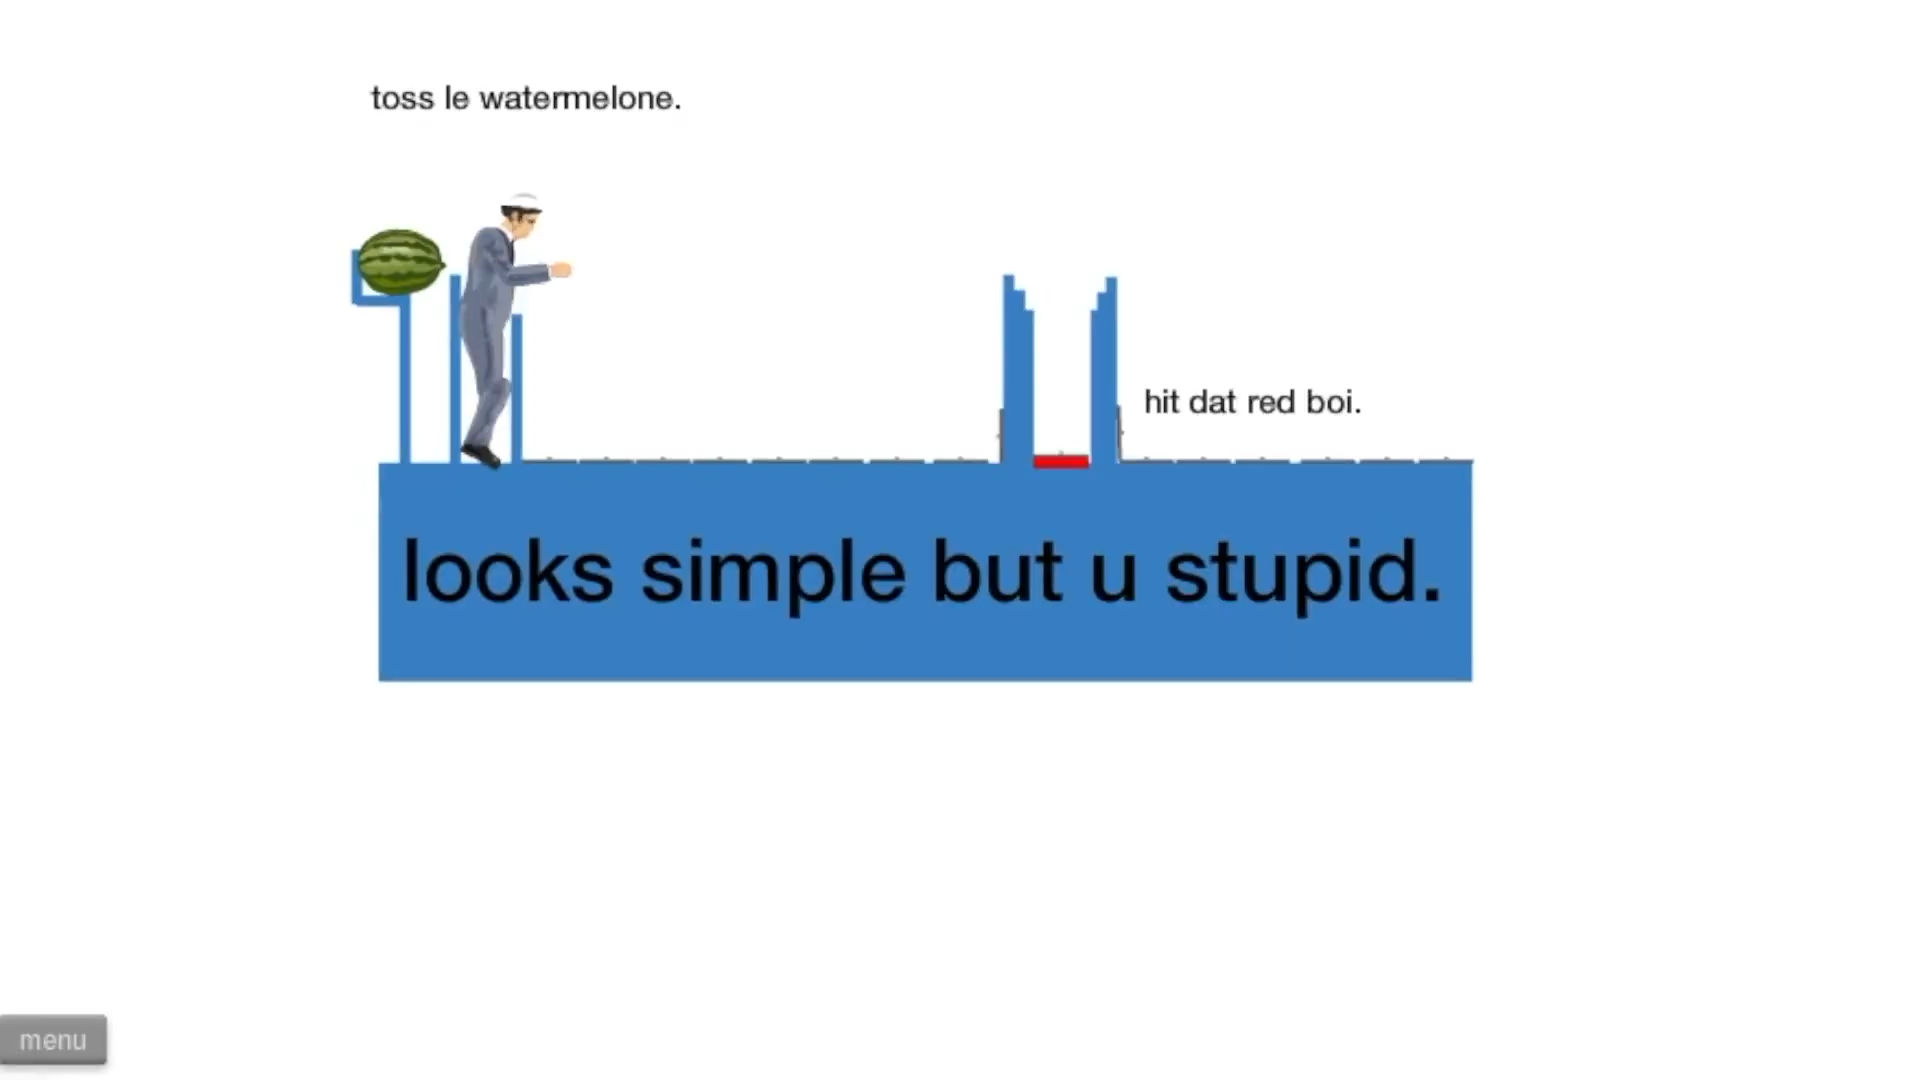 toss le watermelone.
hit dat red boi.
looks simple but u stupid.
menu